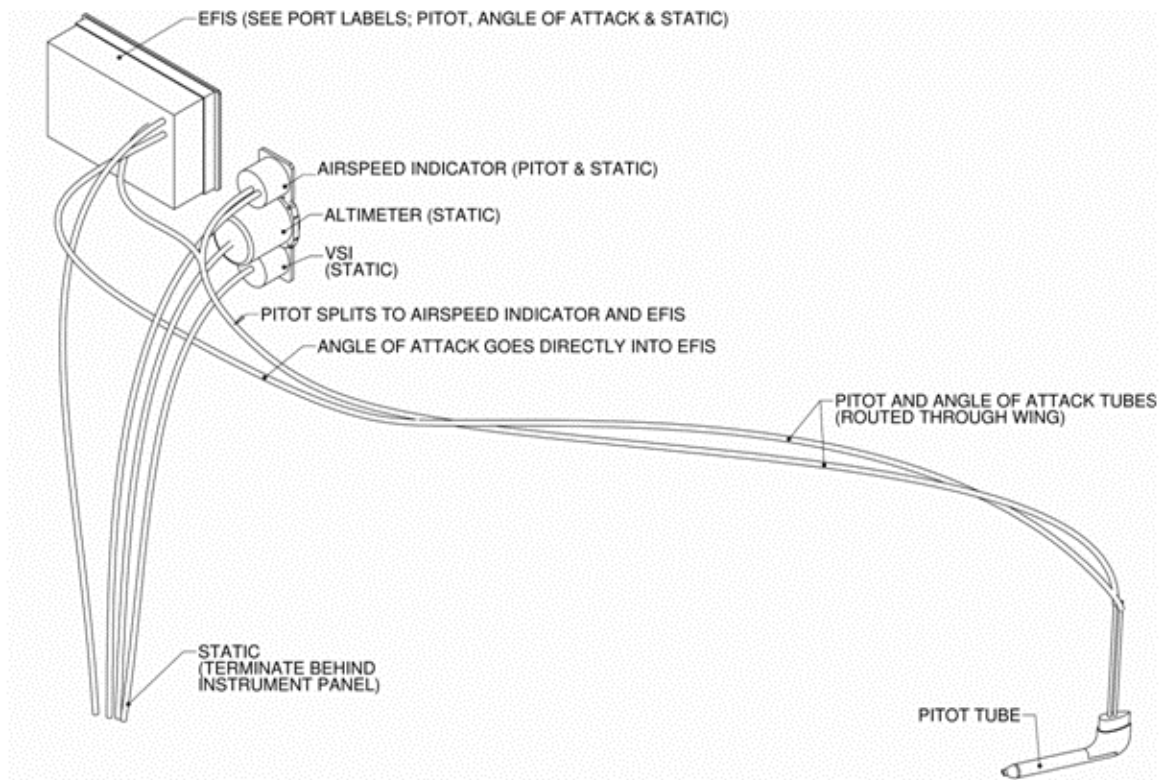 EFIS (SEE PORT LABELS; PITOT, ANGLE OF ATTACK & STATIC)
AIRSPEED INDICATOR (PITOT & STATIC)
ALTIMETER (STATIC)
VSI
(STATIC)
PITOT SPLITS TO AIRSPEED INDICATOR AND EFIS
ANGLE OF ATTACK GOES DIRECTLY INTO EFIS
PITOT AND ANGLE OF ATTACK TUBES
(ROUTED THROUGH WING)
STATIC
(TERMINATE BEHIND
INSTRUMENT PANEL)
PITOT TUBE